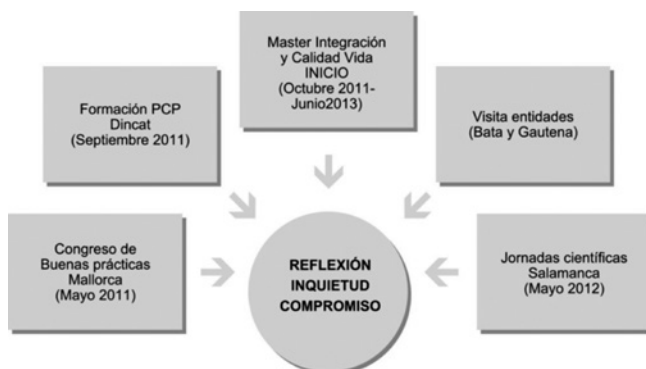 Master Integración
y Calidad Vida
INICIO
(Octubre 2011-
Junio2013)
Formación PCP
Dincat
(Septiembre 2011)
Visita entidades
(Bata y Gautena)
Congreso de
Buenas prácticas
Mallorca
(Mayo 2011)
REFLEXIÓN
INQUIETUD
COMPROMISO
Jornadas científicas
Salamanca
(Mayo 2012)